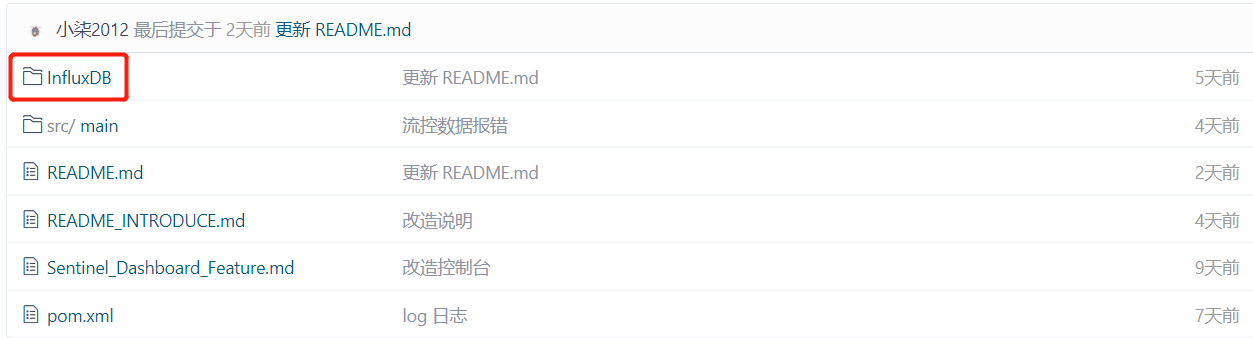 小柒2012 最后提交于 2天前 更新 README.md
InfluxDB 更新 README.md 5天前
src/ main 流控数据报错 4天前
README.md 更新 README.md 2天前
README_INTRODUCE.md 改造说明 4天前
Sentinel_Dashboard_Feature.md 改造控制台 9天前
pom.xml log 日志 7天前